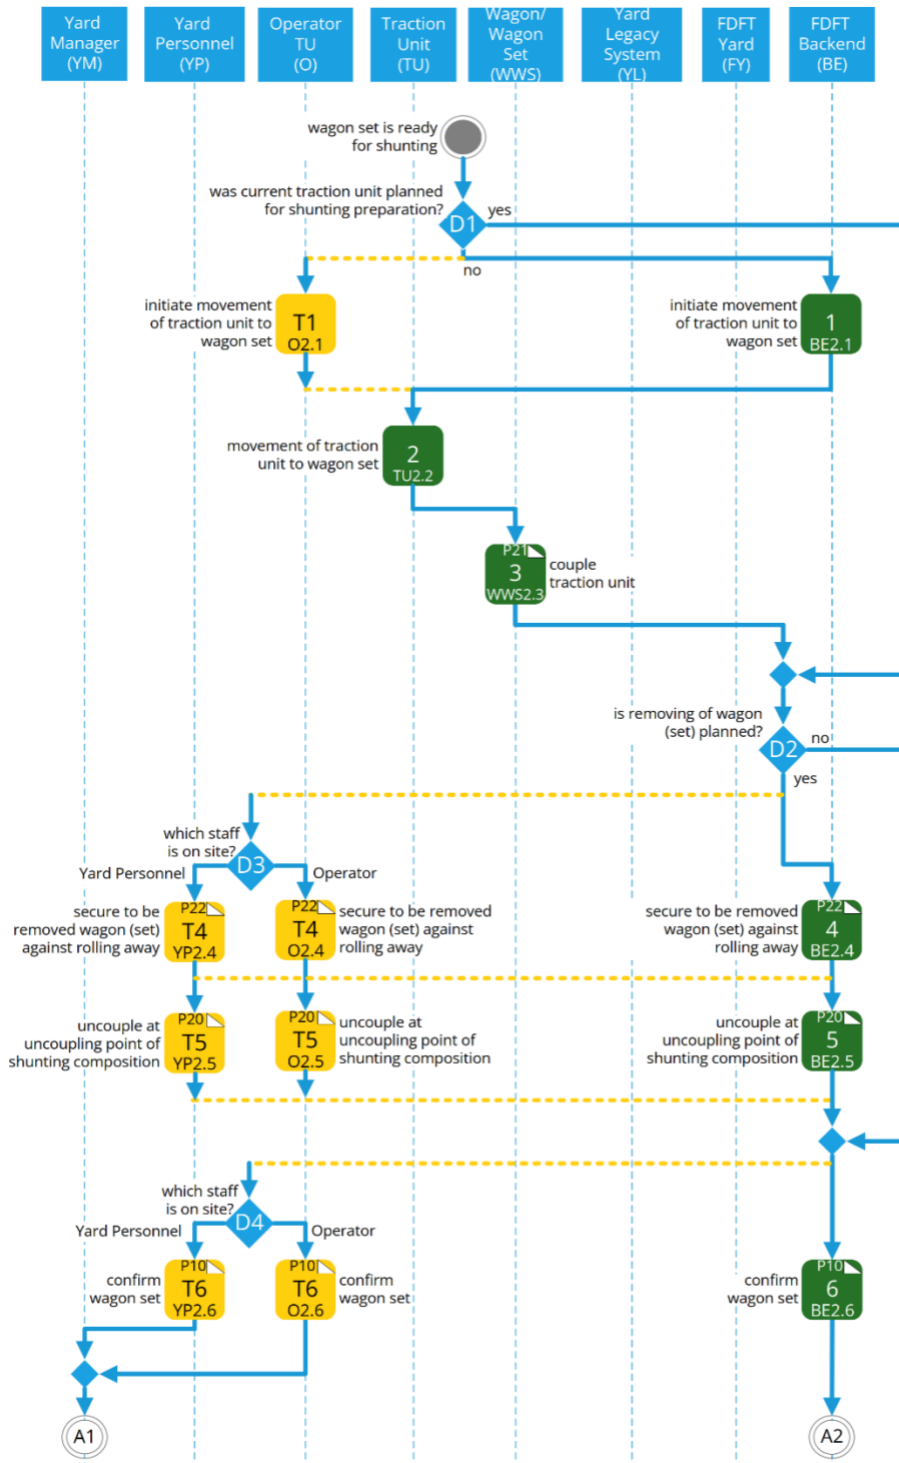 Yard
Manager
(YM)
Yard
Personnel
(YP)
Operator
TU
(O)
Traction
Unit
(TU)
Wagon/
Wagon
Set
(WWS)
Yard
Legacy
System
(YL)
FDFT
Yard
(FY)
FDFT
Backend
(BE)
wagon set is ready
for shunting
was current traction unit planned
for shunting preparation?
D1
yes
no
initiate movement
of traction unit to
wagon set
T1
O2.1
initiate movement
of traction unit to
wagon set
1
BE2.1
movement of traction
unit to wagon set
2
TU2.2
P21
3
WWS2.3
couple
traction unit
is removing of wagon
(set) planned?
D2
no
yes
which staff
is on site?
D3
Yard Personnel
Operator
secure to be
removed wagon (set)
against rolling away
P22
T4
YP2.4
P22
T4
O2.4
secure to be removed
wagon (set) against
rolling away
secure to be removed
wagon (set) against
rolling away
P22
4
BE2.4
uncouple at
uncoupling point of
shunting composition
P20
T5
YP2.5
P20
T5
O2.5
uncouple at
uncoupling point of
shunting composition
uncouple at
uncoupling point of
shunting composition
P20
5
BE2.5
which staff
is on site?
D4
Yard Personnel
Operator
confirm
wagon set
P10
T6
YP2.6
P10
T6
O2.6
confirm
wagon set
confirm
wagon set
P10
6
BE2.6
A1
A2